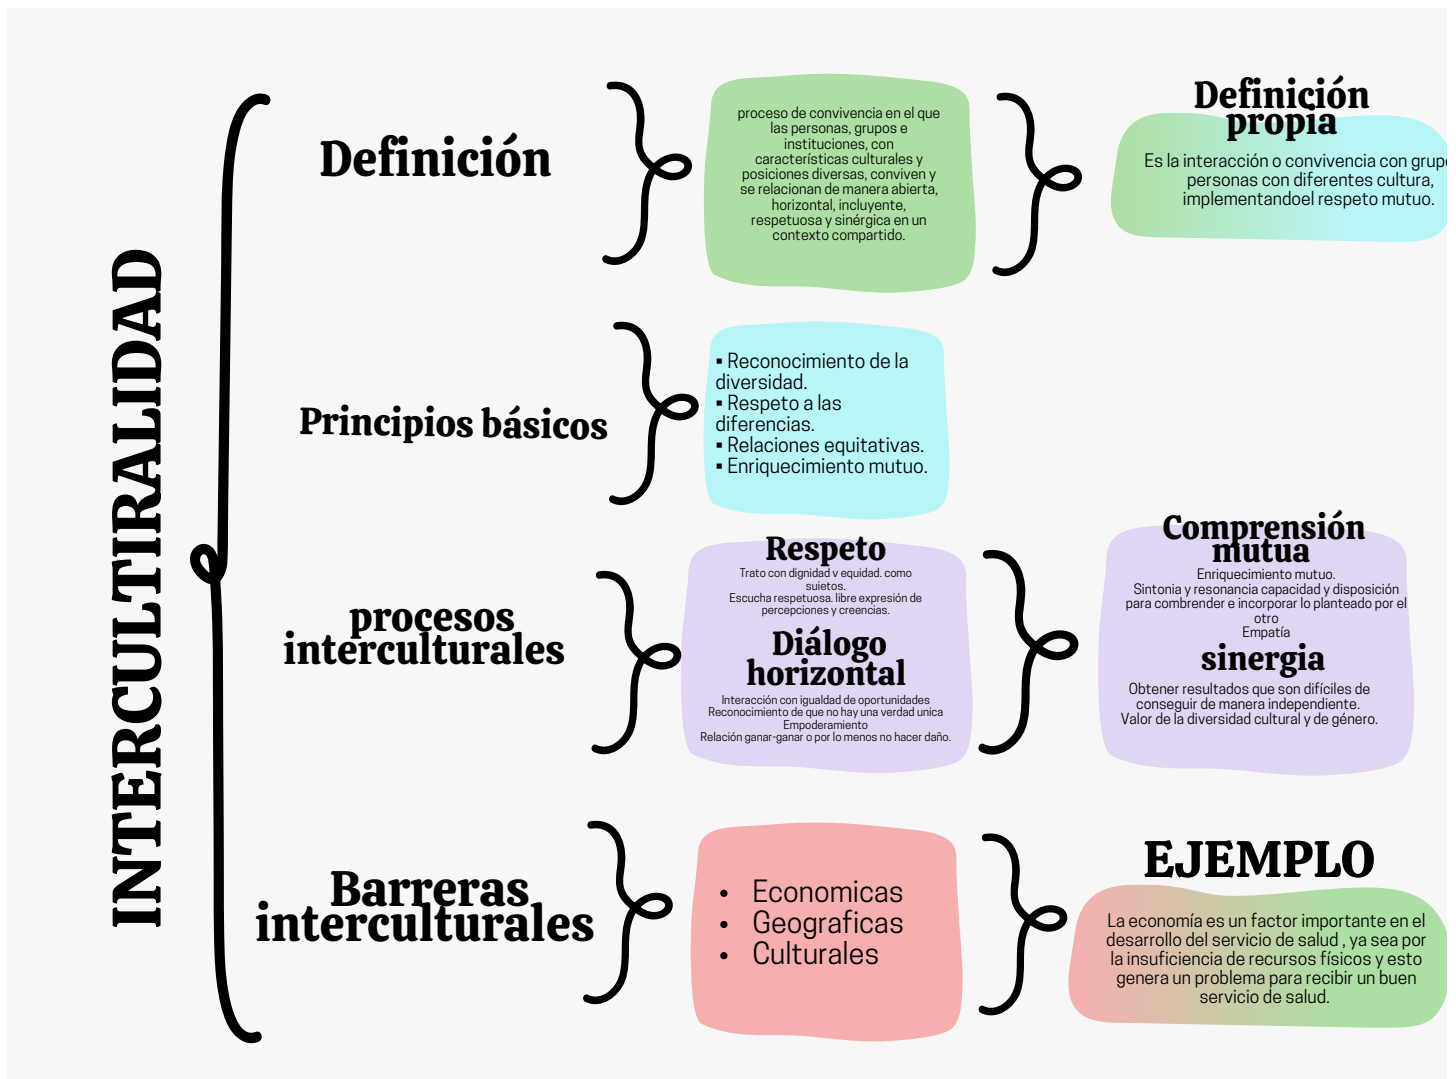 INTERCULTIRALIDAD
Definición
proceso de convivencia en el que
las personas, grupos e
instituciones, con
características culturales y
posiciones diversas, conviven y
se relacionan de manera abierta,
horizontal, incluyente,
respetuosa y sinérgica en un
contexto compartido.
Definición
propia
Es la interacción o convivencia con
personas con diferentes cultura,
implementandoel respeto mutuo.
Principios básicos
▪ Reconocimiento de la
diversidad.
▪ Respeto a las
diferencias.
▪ Relaciones equitativas.
▪ Enriquecimiento mutuo.
procesos
interculturales
Respeto
Trato con dignidad v equidad. como
sujetos.
Escucha respetuosa. libre expresión de
percepciones y creencias.
Diálogo
horizontal
Interacción con igualdad de oportunidades
Reconocimiento de que no hay una verdad unica
Empoderamiento
Relación ganar-ganar o por lo menos no hacer daño.
Comprensión
mutua
Enriquecimiento mutuo.
Sintonia y resonancia capacidad y disposición
para combrender e incorporar lo planteado por el
otro
Empatía
sinergia
Obtener resultados que son difíciles de
conseguir de manera independiente.
Valor de la diversidad cultural y de género.
Barreras
interculturales
• Economicas
• Geograficas
• Culturales
EJEMPLO
La economía es un factor importante en el
desarrollo del servicio de salud , ya sea por
la insuficiencia de recursos físicos y esto
genera un problema para recibir un buen
servicio de salud.